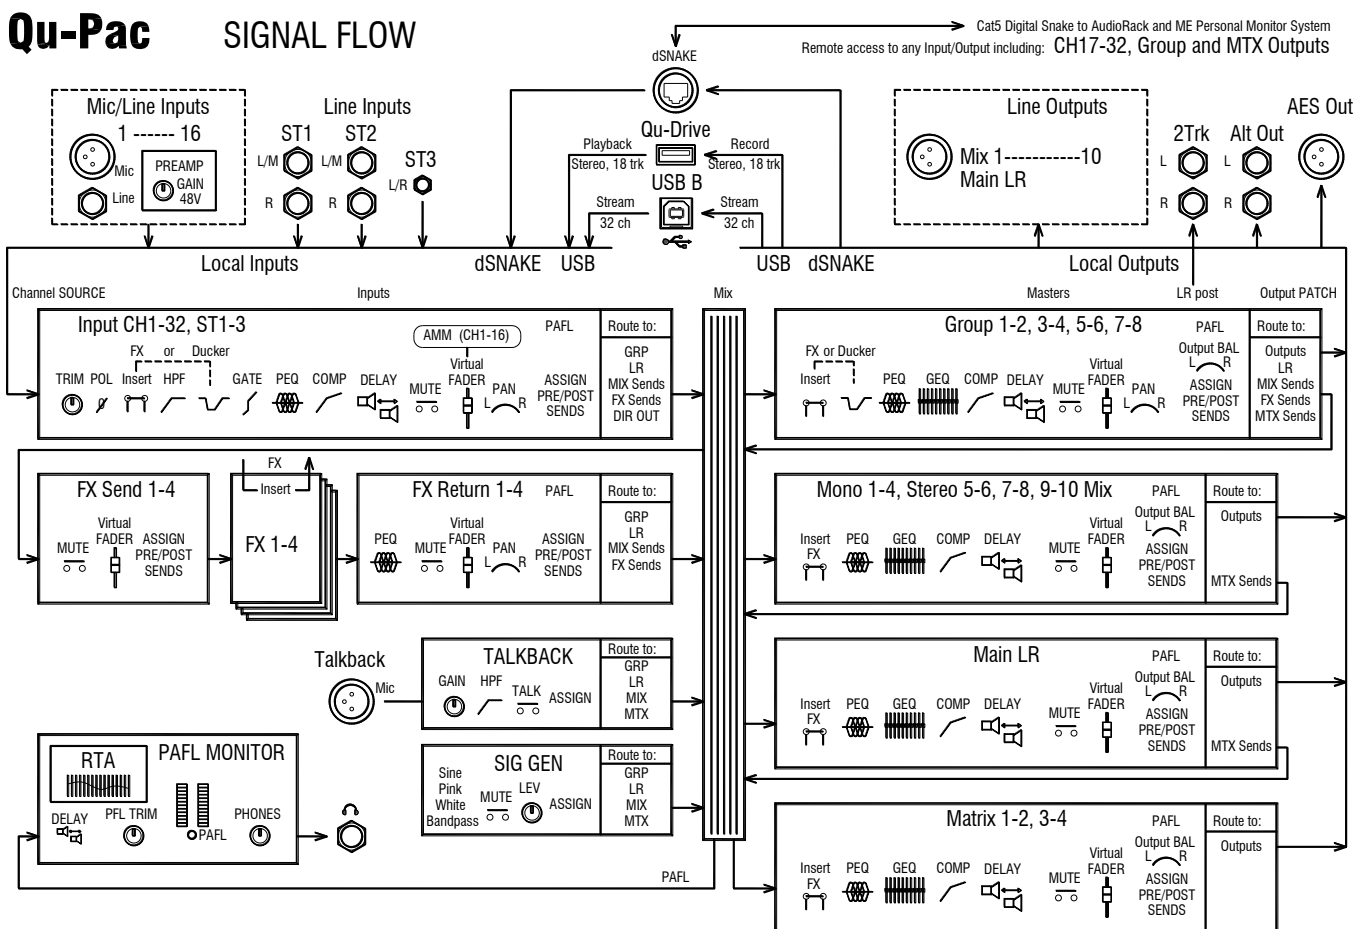 Qu-Pac SIGNAL FLOW
Cat5 Digital Snake to AudioRack and ME Personal Monitor System
Remote access to any Input/Output including: CH17-32, Group and MTX Outputs
dSNAKE
Mic/Line Inputs
1 ------ 16
Mic
Line
PREAMP
GAIN
48V
Line Inputs
ST1
ST2
ST3
L/M
L/M
L/R
R
R
Qu-Drive
Playback
Record
Stereo, 18 trk
Stereo, 18 trk
USB B
Stream
32 ch
Stream
32 ch
Line Outputs
Mix 1-----------10
Main LR
2Trk
Alt Out
AES Out
L
L
R
R
Local Inputs
dSNAKE
USB
USB
dSNAKE
Local Outputs
Channel SOURCE
Inputs
Mix
Masters
LR post
Output PATCH
Input CH1-32, ST1-3
AMM (CH1-16)
PAFL
Route to:
FX or Ducker
TRIM
POL
Insert
HPF
GATE
PEQ
COMP
DELAY
MUTE
Virtual
FADER
PAN
L
R
ASSIGN
PRE/POST
SENDS
GRP
LR
MIX Sends
FX Sends
DIR OUT
Group 1-2, 3-4, 5-6, 7-8
PAFL
Route to:
FX or Ducker
Insert
PEQ
GEQ
COMP
DELAY
MUTE
Virtual
FADER
PAN
L
R
Output BAL
L
R
ASSIGN
PRE/POST
SENDS
Outputs
LR
MIX Sends
FX Sends
MTX Sends
FX Send 1-4
MUTE
Virtual
FADER
ASSIGN
PRE/POST
SENDS
FX
Insert
FX 1-4
FX Return 1-4
PAFL
Route to:
PEQ
MUTE
Virtual
FADER
PAN
L
R
ASSIGN
PRE/POST
SENDS
GRP
LR
MIX Sends
FX Sends
Mono 1-4, Stereo 5-6, 7-8, 9-10 Mix
PAFL
Route to:
Insert
FX
PEQ
GEQ
COMP
DELAY
MUTE
Virtual
FADER
Output BAL
L
R
ASSIGN
PRE/POST
SENDS
Outputs
MTX Sends
Talkback
Mic
TALKBACK
Route to:
GAIN
HPF
TALK
ASSIGN
GRP
LR
MIX
MTX
Main LR
PAFL
Route to:
Insert
FX
PEQ
GEQ
COMP
DELAY
MUTE
Virtual
FADER
Output BAL
L
R
ASSIGN
PRE/POST
SENDS
Outputs
MTX Sends
RTA
PAFL MONITOR
DELAY
PFL TRIM
PAFL
PHONES
SIG GEN
Route to:
Sine
Pink
White
Bandpass
MUTE
LEV
ASSIGN
GRP
LR
MIX
MTX
PAFL
Matrix 1-2, 3-4
PAFL
Route to:
Insert
FX
PEQ
GEQ
COMP
DELAY
MUTE
Virtual
FADER
Output BAL
L
R
ASSIGN
PRE/POST
SENDS
Outputs